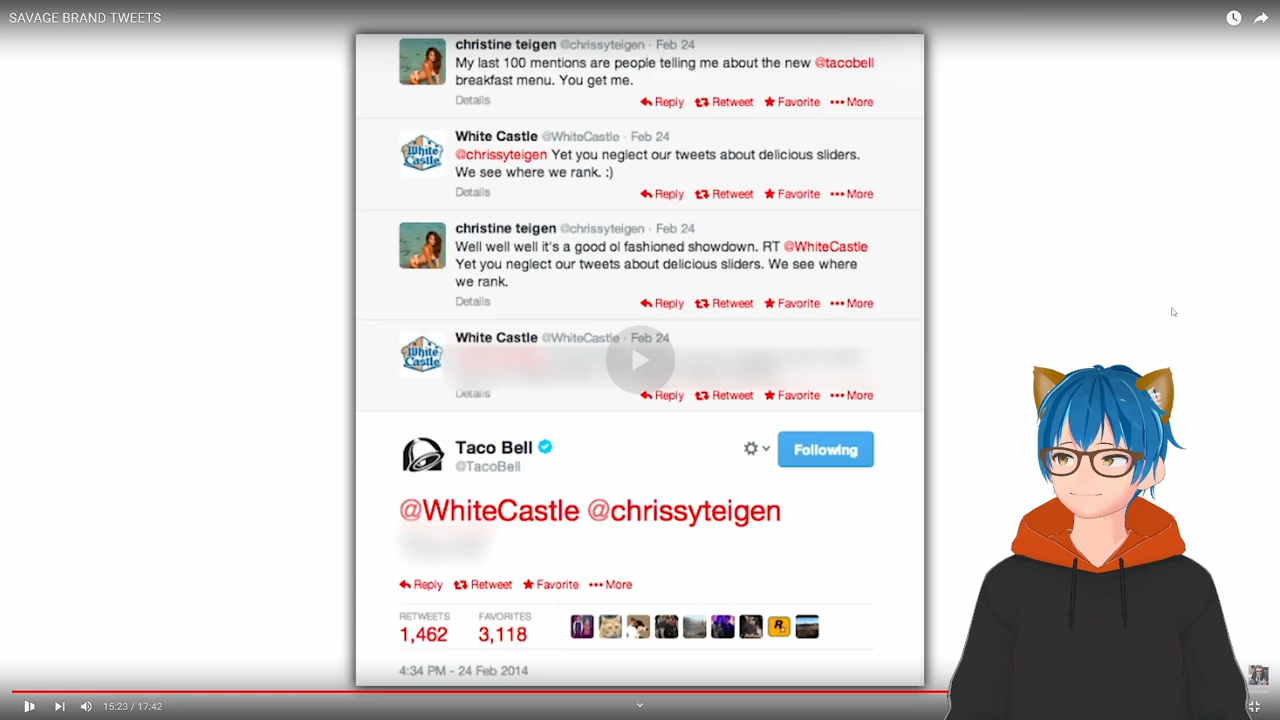 SAVAGE BRAND TWEETS
christine teigen @chrissyteigen · Feb 24
My last 100 mentions are people telling me about the new @tacobell
breakfast menu. You get me.
Details
Reply Retweet Favorite More
White Castle @WhiteCastle · Feb 24
@chrissyteigen Yet you neglect our tweets about delicious sliders.
We see where we rank. :)
Details
Reply Retweet Favorite More
christine teigen @chrissyteigen · Feb 24
Well well well it's a good ol fashioned showdown. RT @WhiteCastle
Yet you neglect our tweets about delicious sliders. We see where
we rank.
Details
Reply Retweet Favorite More
White Castle @WhiteCastle · Feb 24
Details
Reply Retweet Favorite More
Taco Bell
@TacoBell
Following
@WhiteCastle @chrissyteigen
Reply Retweet Favorite More
RETWEETS FAVORITES
1,462 3,118
4:34 PM - 24 Feb 2014
15:23 / 17:42